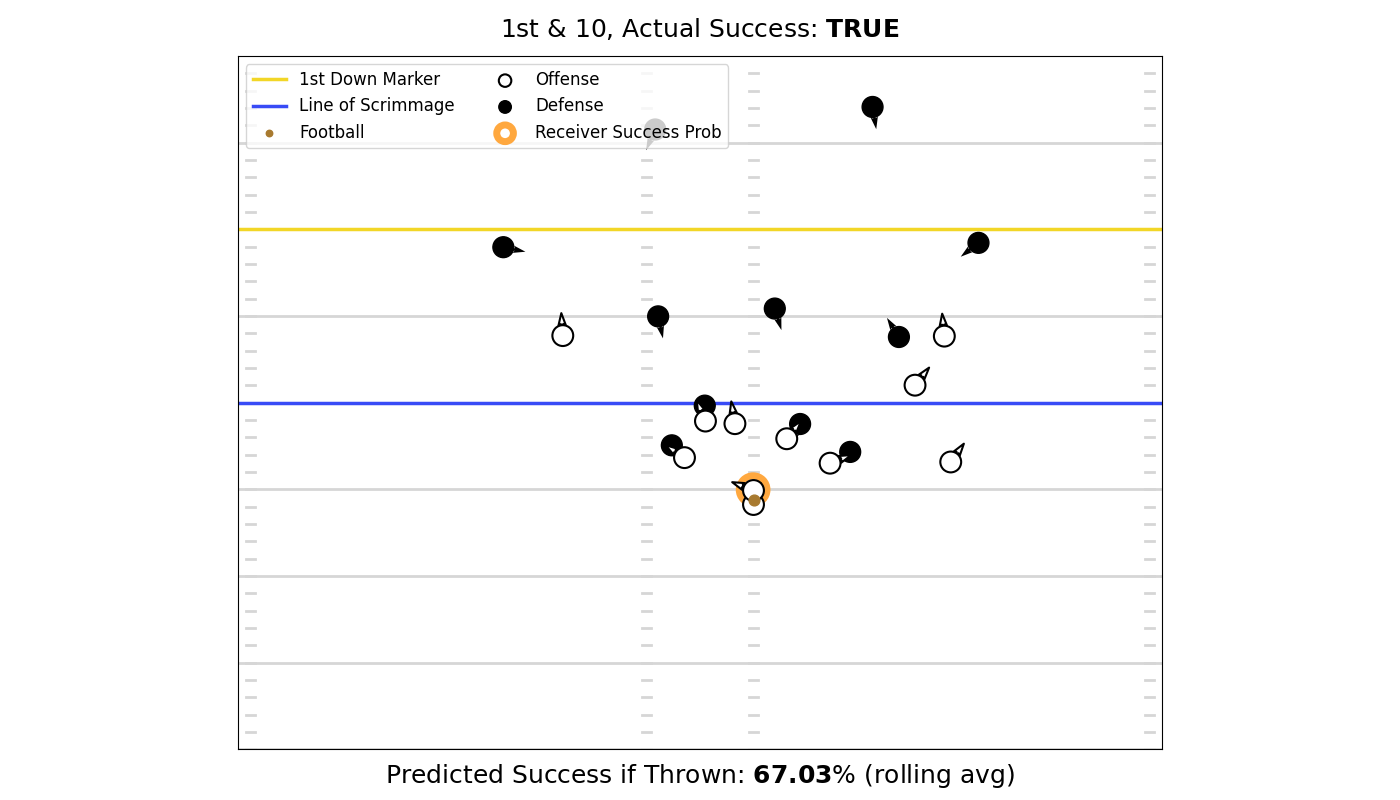 1st & 10, Actual Success: TRUE
1st Down Marker
Line of Scrimmage
Football
Offense
Defense
Receiver Success Prob
Predicted Success if Thrown: 67.03% (rolling avg)